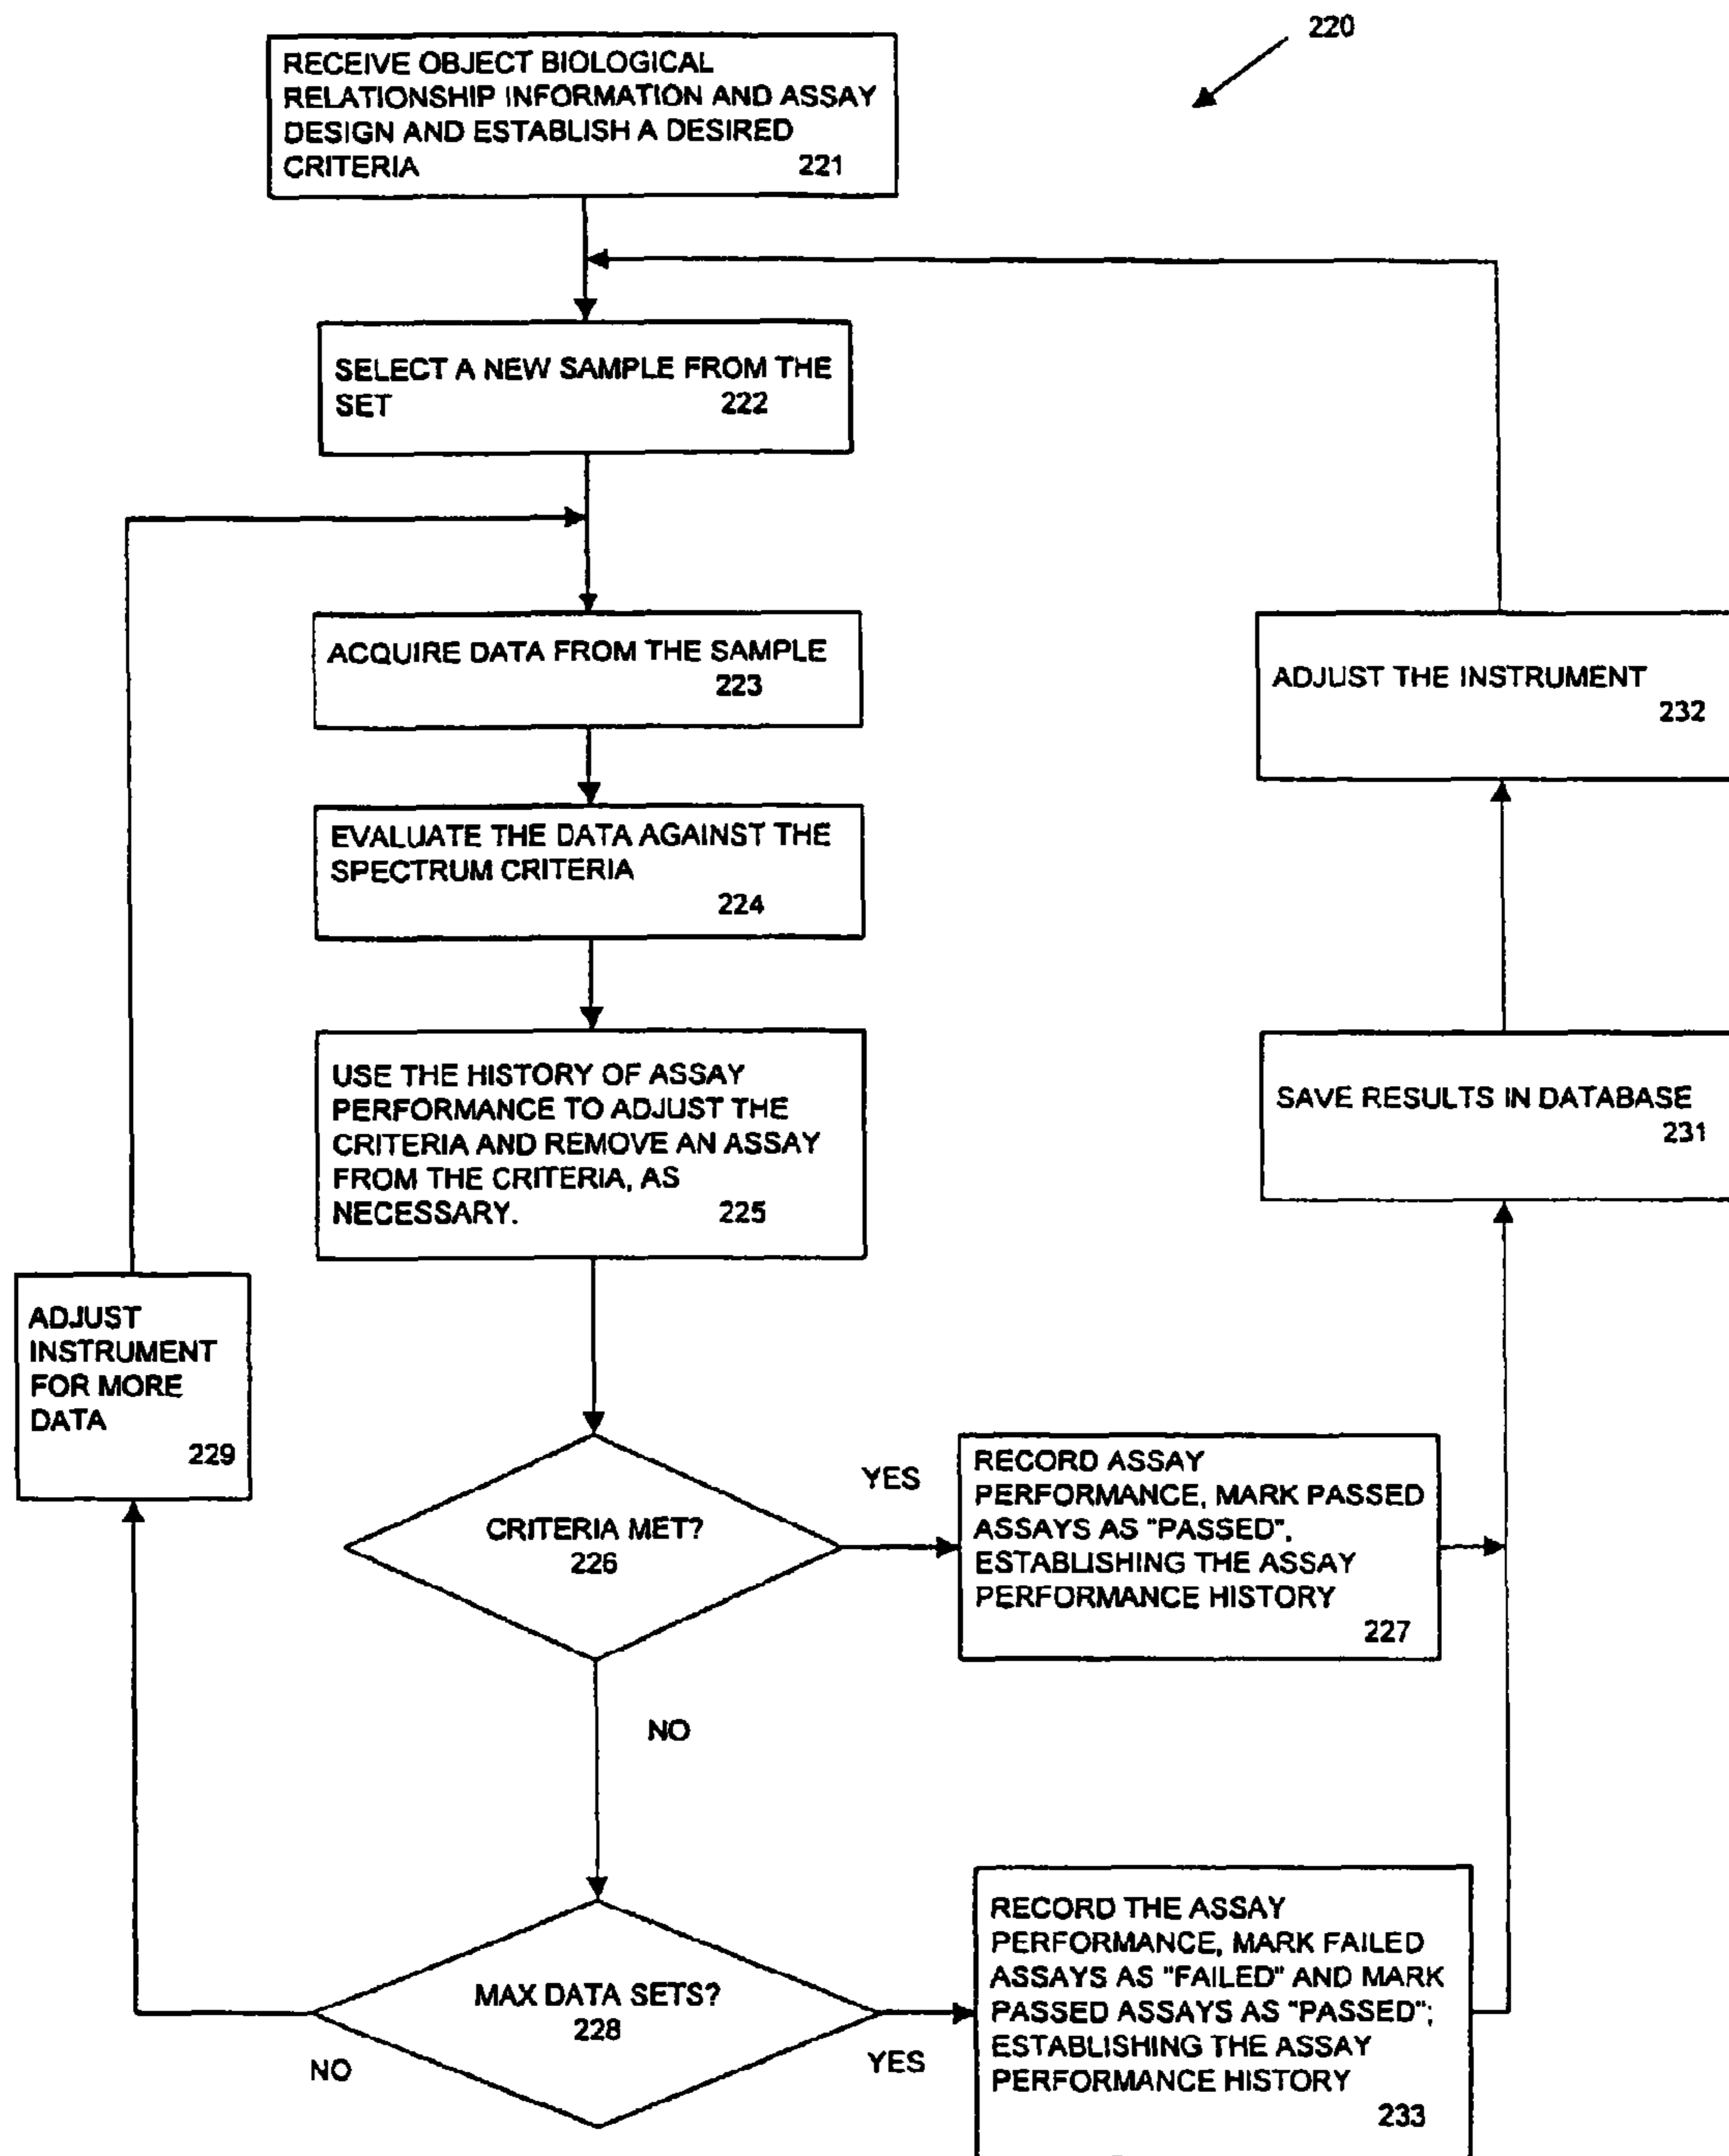 220
RECEIVE OBJECT BIOLOGICAL
RELATIONSHIP INFORMATION AND ASSAY
DESIGN AND ESTABLISH A DESIRED
CRITERIA 221
SELECT A NEW SAMPLE FROM THE
SET 222
ACQUIRE DATA FROM THE SAMPLE
223
EVALUATE THE DATA AGAINST THE
SPECTRUM CRITERIA
224
USE THE HISTORY OF ASSAY
PERFORMANCE TO ADJUST THE
CRITERIA AND REMOVE AN ASSAY
FROM THE CRITERIA, AS
NECESSARY. 225
ADJUST THE INSTRUMENT
232
SAVE RESULTS IN DATABASE
231
ADJUST
INSTRUMENT
FOR MORE
DATA
229
CRITERIA MET?
226
YES
RECORD ASSAY
PERFORMANCE, MARK PASSED
ASSAYS AS "PASSED",
ESTABLISHING THE ASSAY
PERFORMANCE HISTORY
227
NO
MAX DATA SETS?
228
NO
YES
RECORD THE ASSAY
PERFORMANCE, MARK FAILED
ASSAYS AS "FAILED" AND MARK
PASSED ASSAYS AS "PASSED";
ESTABLISHING THE ASSAY
PERFORMANCE HISTORY
233